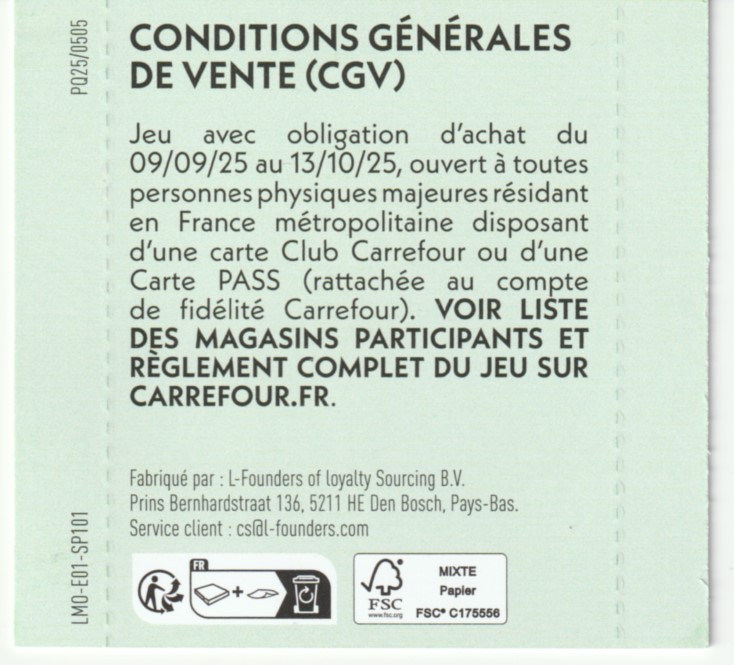 PQ25/0505
CONDITIONS GÉNÉRALES
DE VENTE (CGV)
Jeu avec obligation d'achat du
09/09/25 au 13/10/25, ouvert à toutes
personnes physiques majeures résidant
en France métropolitaine disposant
d'une carte Club Carrefour ou d'une
Carte PASS (rattachée au compte
de fidélité Carrefour). VOIR LISTE
DES MAGASINS PARTICIPANTS ET
RÈGLEMENT COMPLET DU JEU SUR
CARREFOUR.FR.
Fabriqué par : L-Founders of loyalty Sourcing B.V.
Prins Bernhardstraat 136, 5211 HE Den Bosch, Pays-Bas.
Service client : cs@l-founders.com
LMO-E01-SP101
FR
FSC
www.fsc.org
MIXTE
Papier
FSC® C175556